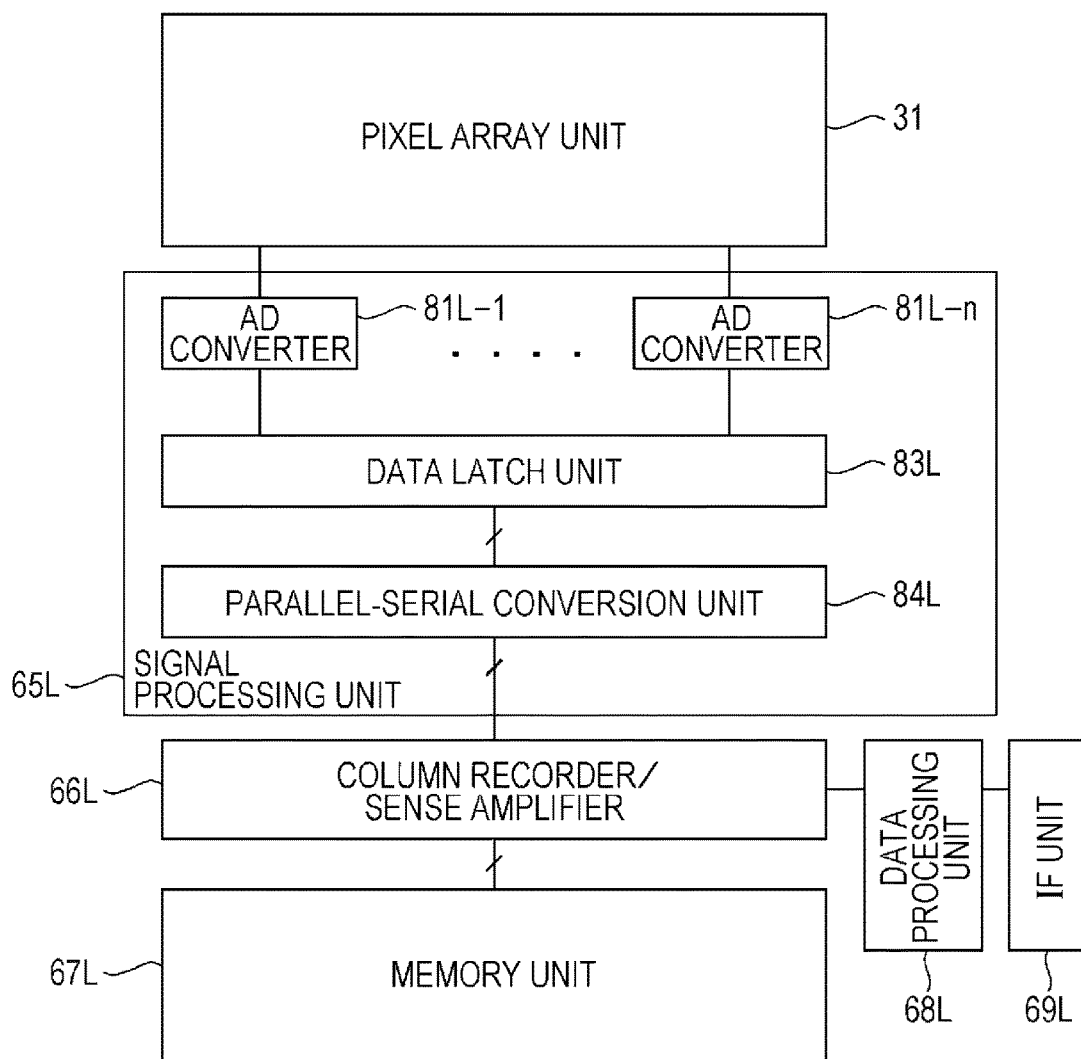 PIXEL ARRAY UNIT
31
AD
CONVERTER
81L-1
. . . .
AD
CONVERTER
81L-n
DATA LATCH UNIT
83L
PARALLEL-SERIAL CONVERSION UNIT
84L
SIGNAL
PROCESSING UNIT
65L
COLUMN RECORDER/
SENSE AMPLIFIER
66L
DATA
PROCESSING
UNIT
68L
IF UNIT
69L
MEMORY UNIT
67L